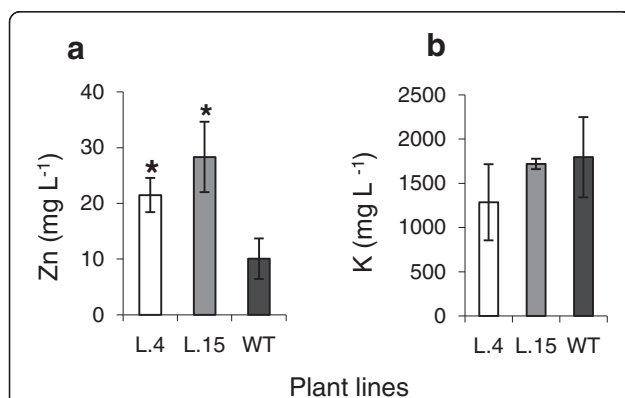 a
Zn (mg L⁻¹)
40
30
20
10
0
*
*
L.4 L.15 WT
b
K (mg L⁻¹)
2500
2000
1500
1000
500
0
L.4 L.15 WT
Plant lines